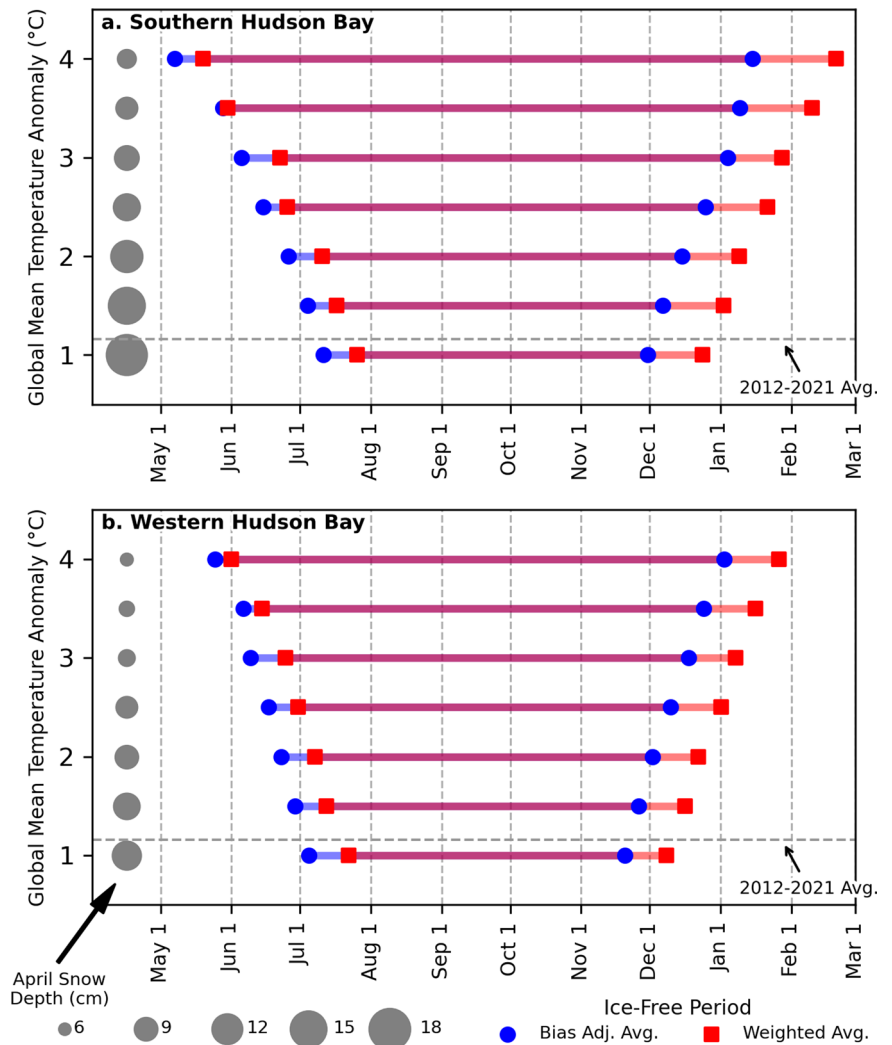 a. Southern Hudson Bay
Global Mean Temperature Anomaly (°C)
4
3
2
1
2012-2021 Avg.
May 1
Jun 1
Jul 1
Aug 1
Sep 1
Oct 1
Nov 1
Dec 1
Jan 1
Feb 1
Mar 1
b. Western Hudson Bay
Global Mean Temperature Anomaly (°C)
4
3
2
1
2012-2021 Avg.
May 1
Jun 1
Jul 1
Aug 1
Sep 1
Oct 1
Nov 1
Dec 1
Jan 1
Feb 1
Mar 1
April Snow
Depth (cm)
6
9
12
15
18
Ice-Free Period
Bias Adj. Avg.
Weighted Avg.